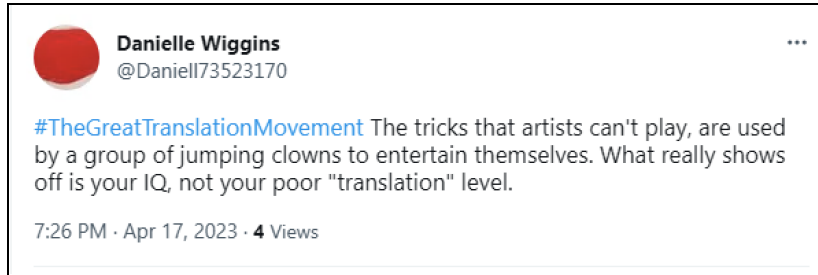 Danielle Wiggins
@Daniell73523170
#TheGreatTranslationMovement The tricks that artists can't play, are used
by a group of jumping clowns to entertain themselves. What really shows
off is your IQ, not your poor "translation" level.
7:26 PM · Apr 17, 2023 · 4 Views